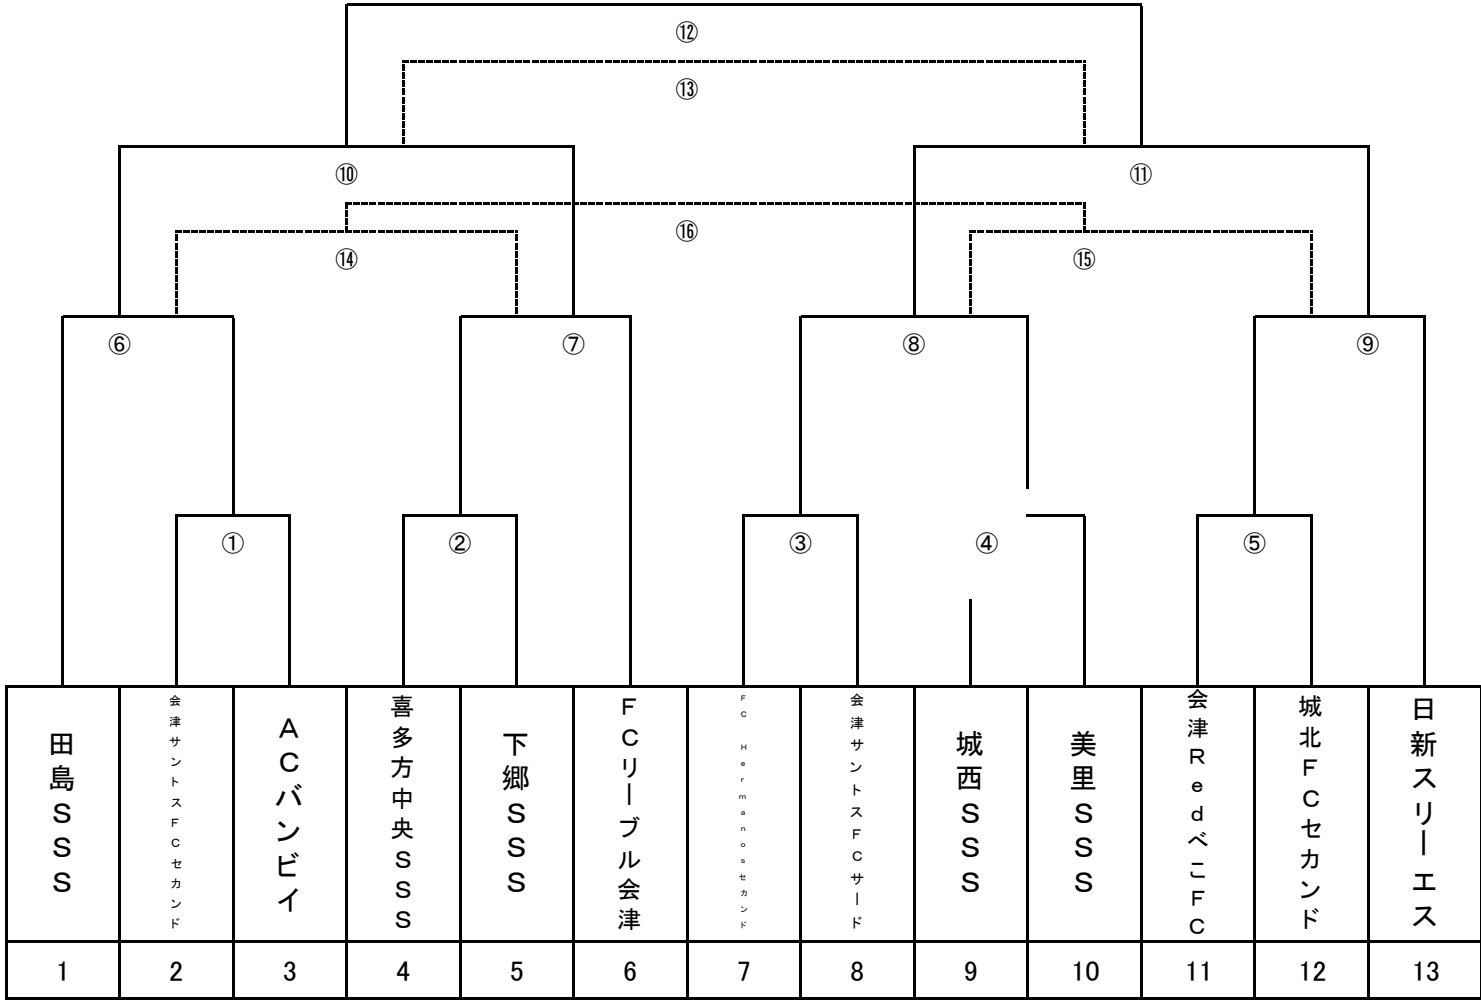 ⑫
⑬
⑩
⑪
⑯
⑭
⑮
⑥
⑦
⑧
⑨
①
②
③
④
⑤
田島SSS
会津サントスFCセカンド
ACバンビイ
喜多方中央SSS
下郷SSS
FCリーブル会津
FC Hermanosセカンド
会津サントスFCサード
城西SSS
美里SSS
会津RedべこFC
城北FCセカンド
日新スリーエス
1
2
3
4
5
6
7
8
9
10
11
12
13